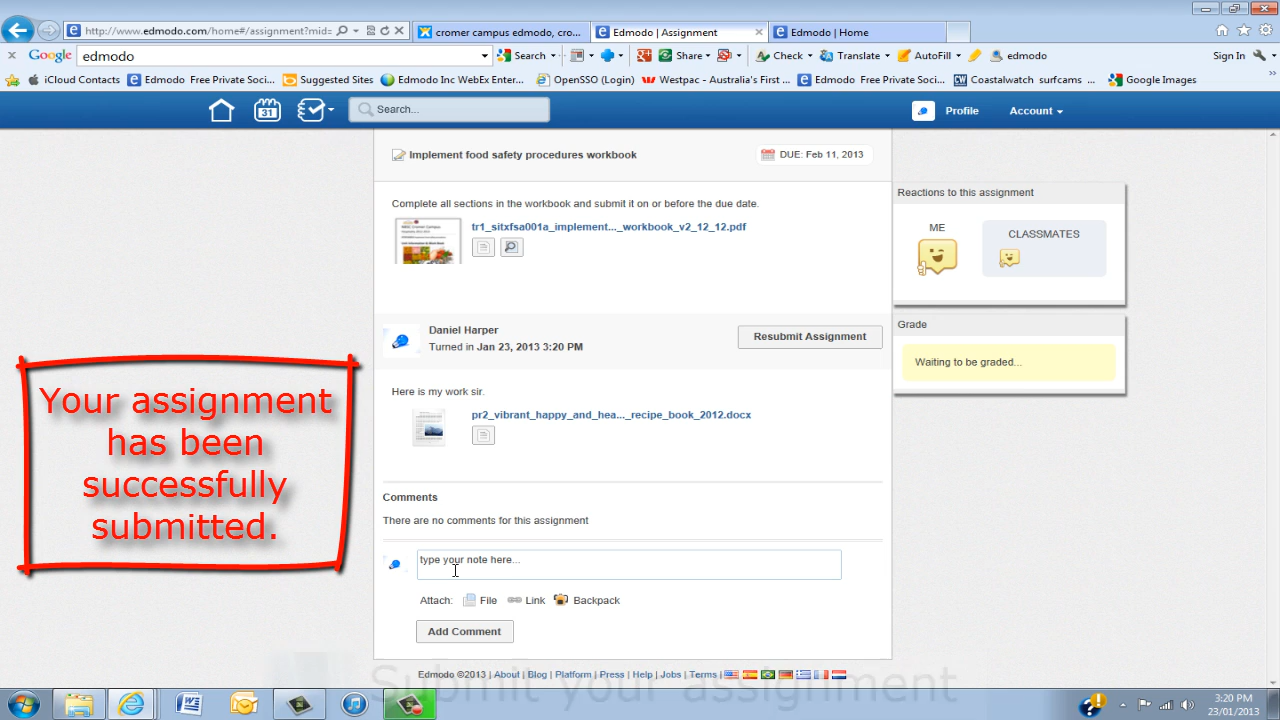 http://www.edmodo.com/home#/assignment?mid=
cromer campus edmodo, cro...
Edmodo | Assignment
Edmodo | Home
Google
edmodo
Search
Share
Check
Translate
AutoFill
edmodo
Sign In
iCloud Contacts
Edmodo Free Private Soci...
Suggested Sites
Edmodo Inc WebEx Enter...
OpenSSO (Login)
Westpac - Australia's First ...
Edmodo Free Private Soci...
Coastalwatch surfcams ...
Google Images
31
Search...
Profile
Account
Implement food safety procedures workbook
DUE: Feb 11, 2013
Complete all sections in the workbook and submit it on or before the due date.
tr1_sitxfsa001a_implement..._workbook_v2_12_12.pdf
Reactions to this assignment
ME
CLASSMATES
Daniel Harper
Turned in Jan 23, 2013 3:20 PM
Resubmit Assignment
Grade
Waiting to be graded...
Here is my work sir.
pr2_vibrant_happy_and_hea..._recipe_book_2012.docx
Your assignment
has been
successfully
submitted.
Comments
There are no comments for this assignment
type your note here...
Attach: File Link Backpack
Add Comment
Edmodo ©2013 | About | Blog | Platform | Press | Help | Jobs | Terms |
Submit your assignment
3:20 PM
23/01/2013